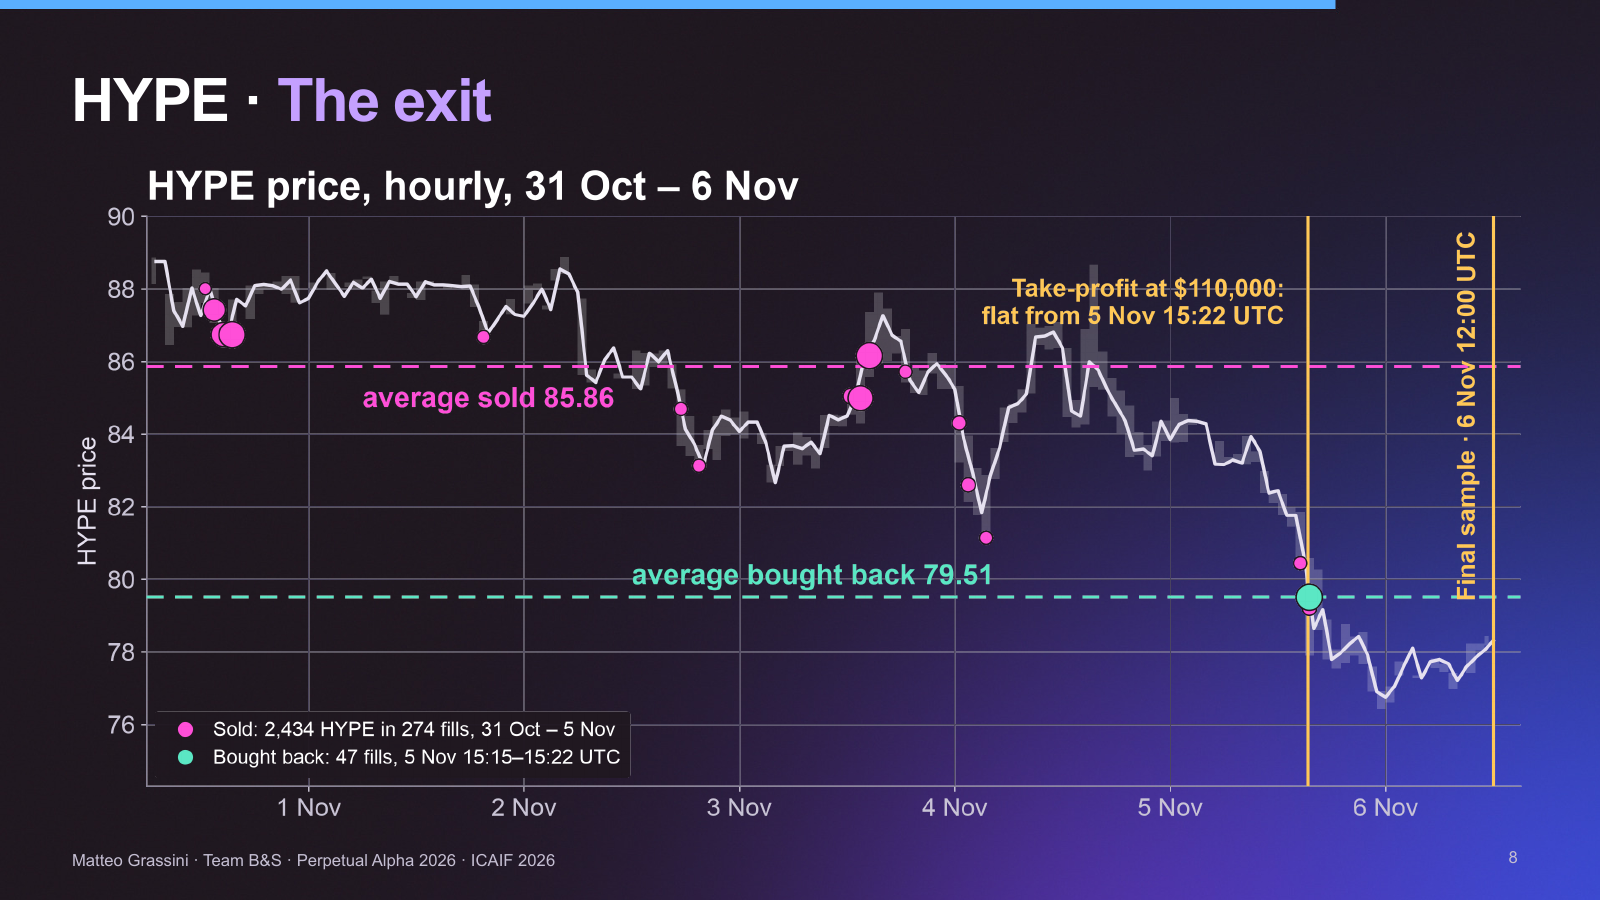 HYPE · The exit
HYPE price, hourly, 31 Oct – 6 Nov
HYPE price
90
88
86
84
82
80
78
76
Take-profit at $110,000:
flat from 5 Nov 15:22 UTC
Final sample · 6 Nov 12:00 UTC
average sold 85.86
average bought back 79.51
Sold: 2,434 HYPE in 274 fills, 31 Oct – 5 Nov
Bought back: 47 fills, 5 Nov 15:15–15:22 UTC
1 Nov
2 Nov
3 Nov
4 Nov
5 Nov
6 Nov
Matteo Grassini · Team B&S · Perpetual Alpha 2026 · ICAIF 2026
8